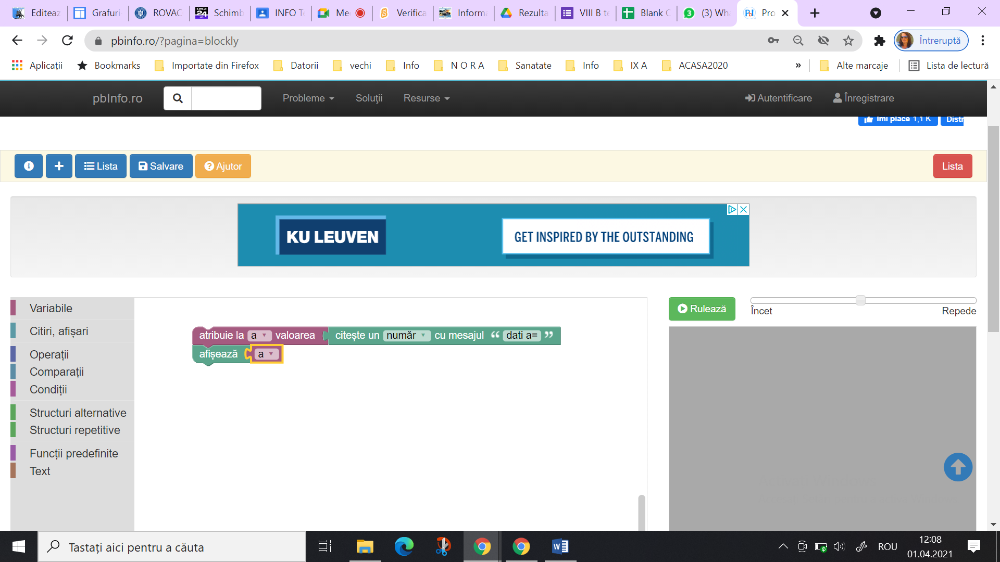 Editeaz Grafuri- ROVAC Schimb INFO Te Me Verifica Informa Rezulta VIII B te Blank C (3) Wha Pro
pbinfo.ro/?pagina=blockly Întreruptă
Aplicații Bookmarks Importate din Firefox Datorii vechi Info N O R A Sanatate Info IX A ACASA2020 » Alte marcaje Lista de lectură
pbInfo.ro Probleme Soluții Resurse Autentificare Înregistrare
Îmi place 1,1 K Distr
Lista Salvare Ajutor Lista
KU LEUVEN GET INSPIRED BY THE OUTSTANDING
Variabile
Citiri, afișari
Operații
Comparații
Condiții
Structuri alternative
Structuri repetitive
Funcții predefinite
Text
atribuie la a valoarea citește un număr cu mesajul “ dati a= ”
afișează a
Rulează
Încet Repede
Tastați aici pentru a căuta
ROU
12:08
01.04.2021